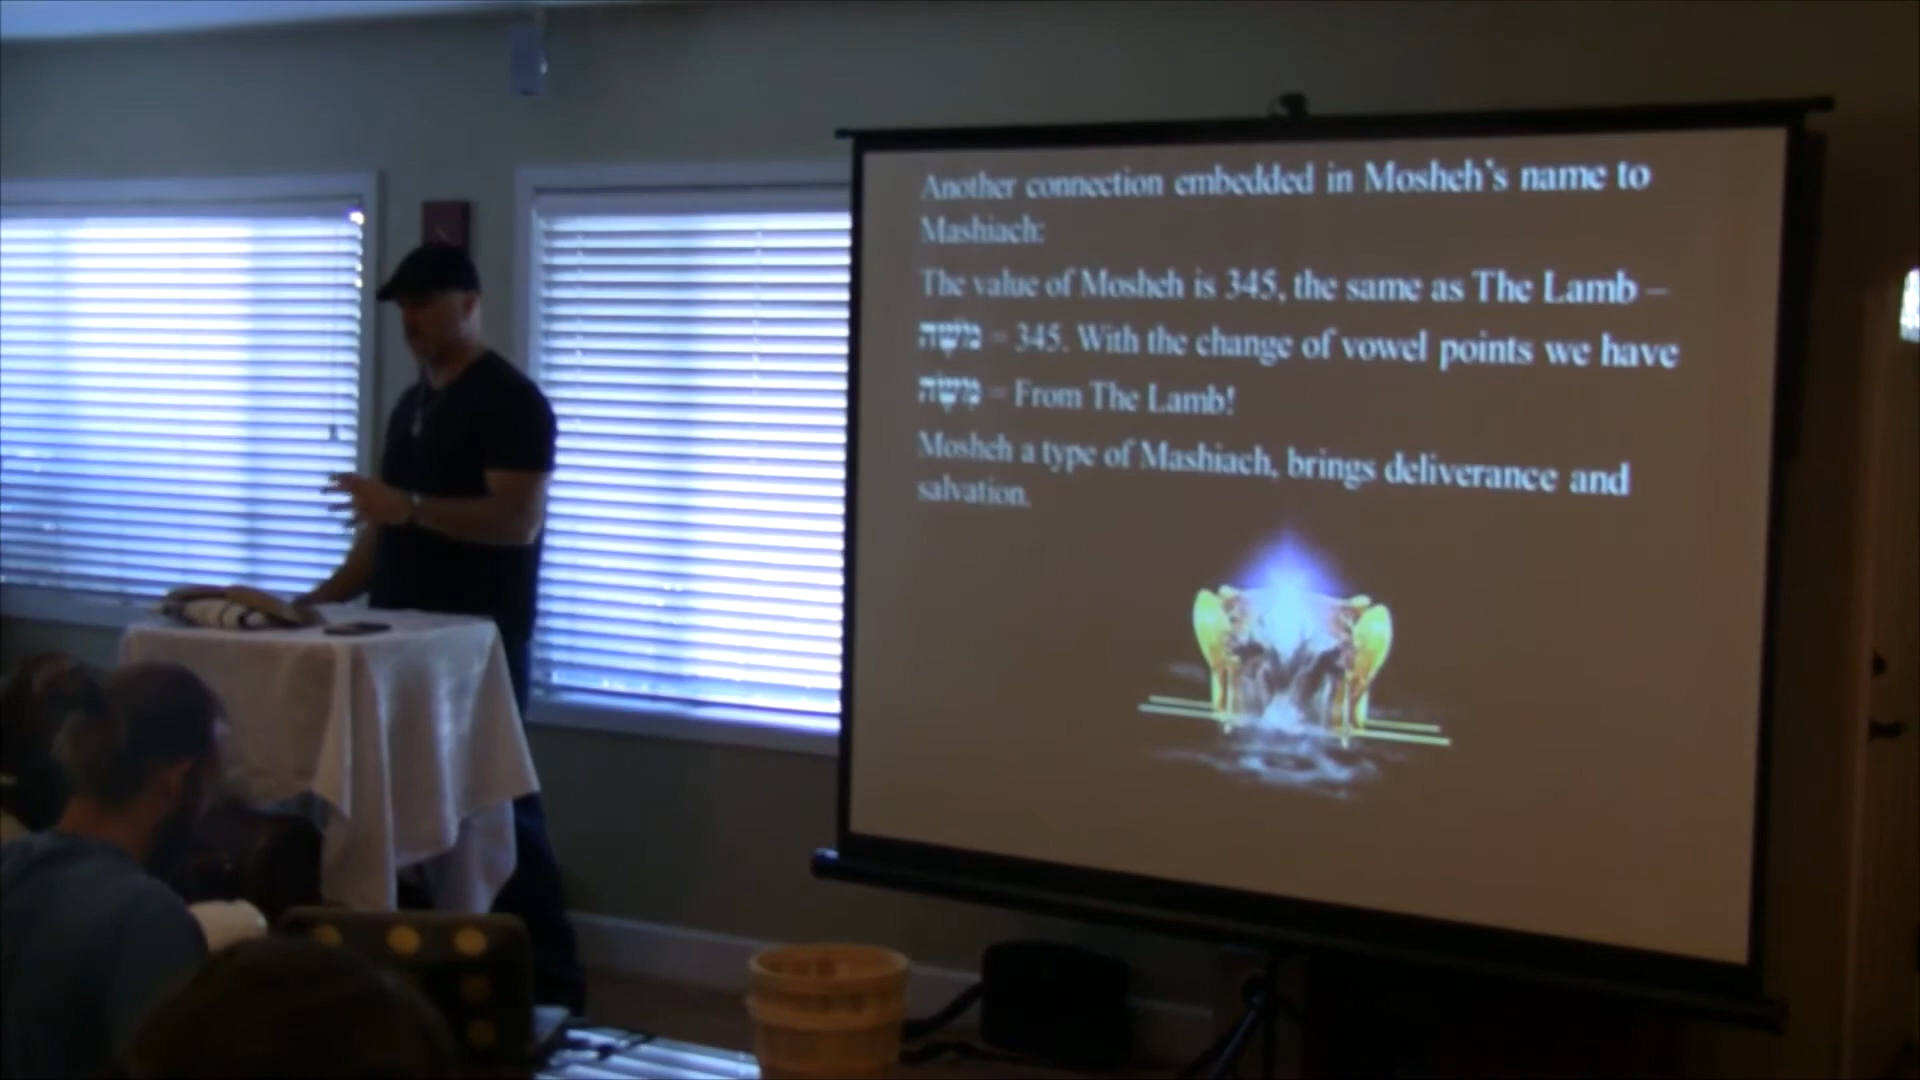 Another connection embedded in Mosheh's name to
Mashiach:
The value of Mosheh is 345, the same as The Lamb –
מֹשֶׁה = 345. With the change of vowel points we have
מִשֶּׂה = From The Lamb!
Mosheh a type of Mashiach, brings deliverance and
salvation.